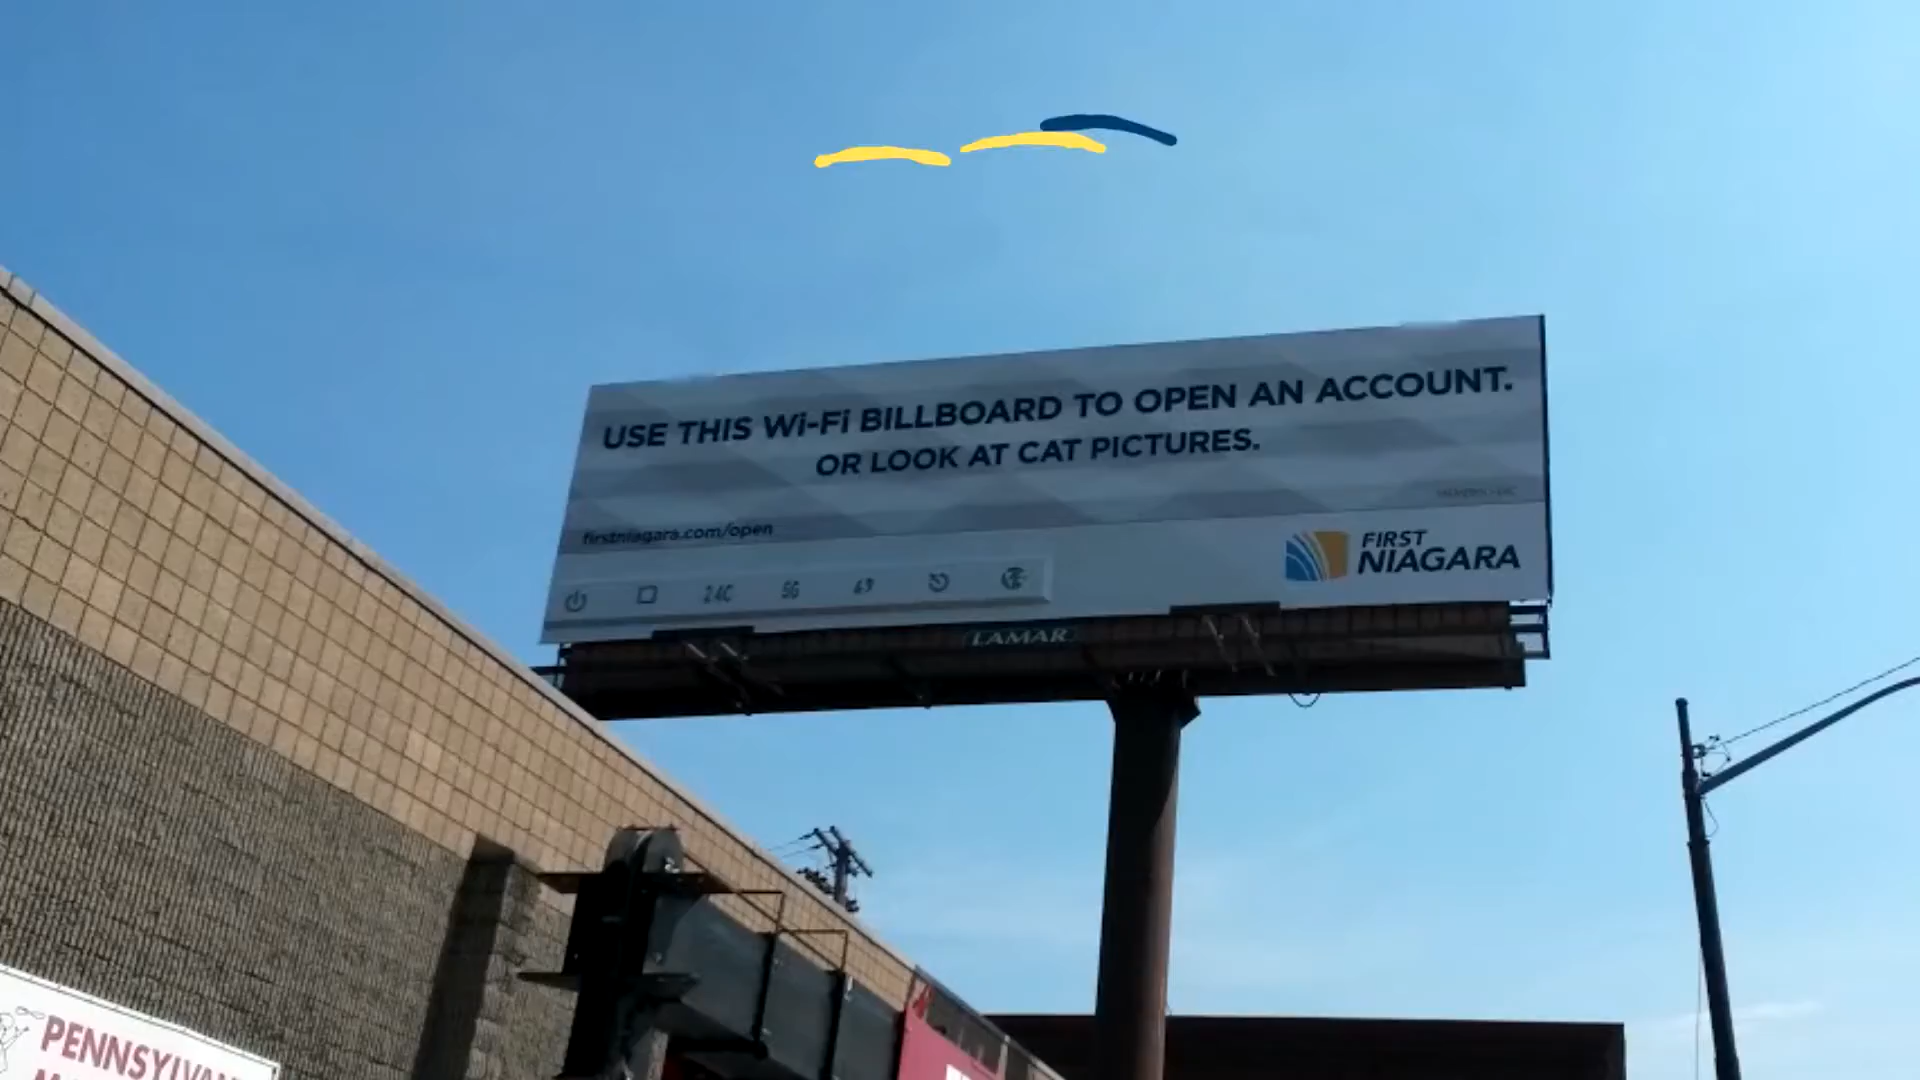 USE THIS Wi-Fi BILLBOARD TO OPEN AN ACCOUNT.
OR LOOK AT CAT PICTURES.
firstniagara.com/open
FIRST
NIAGARA
5G
LAMAR